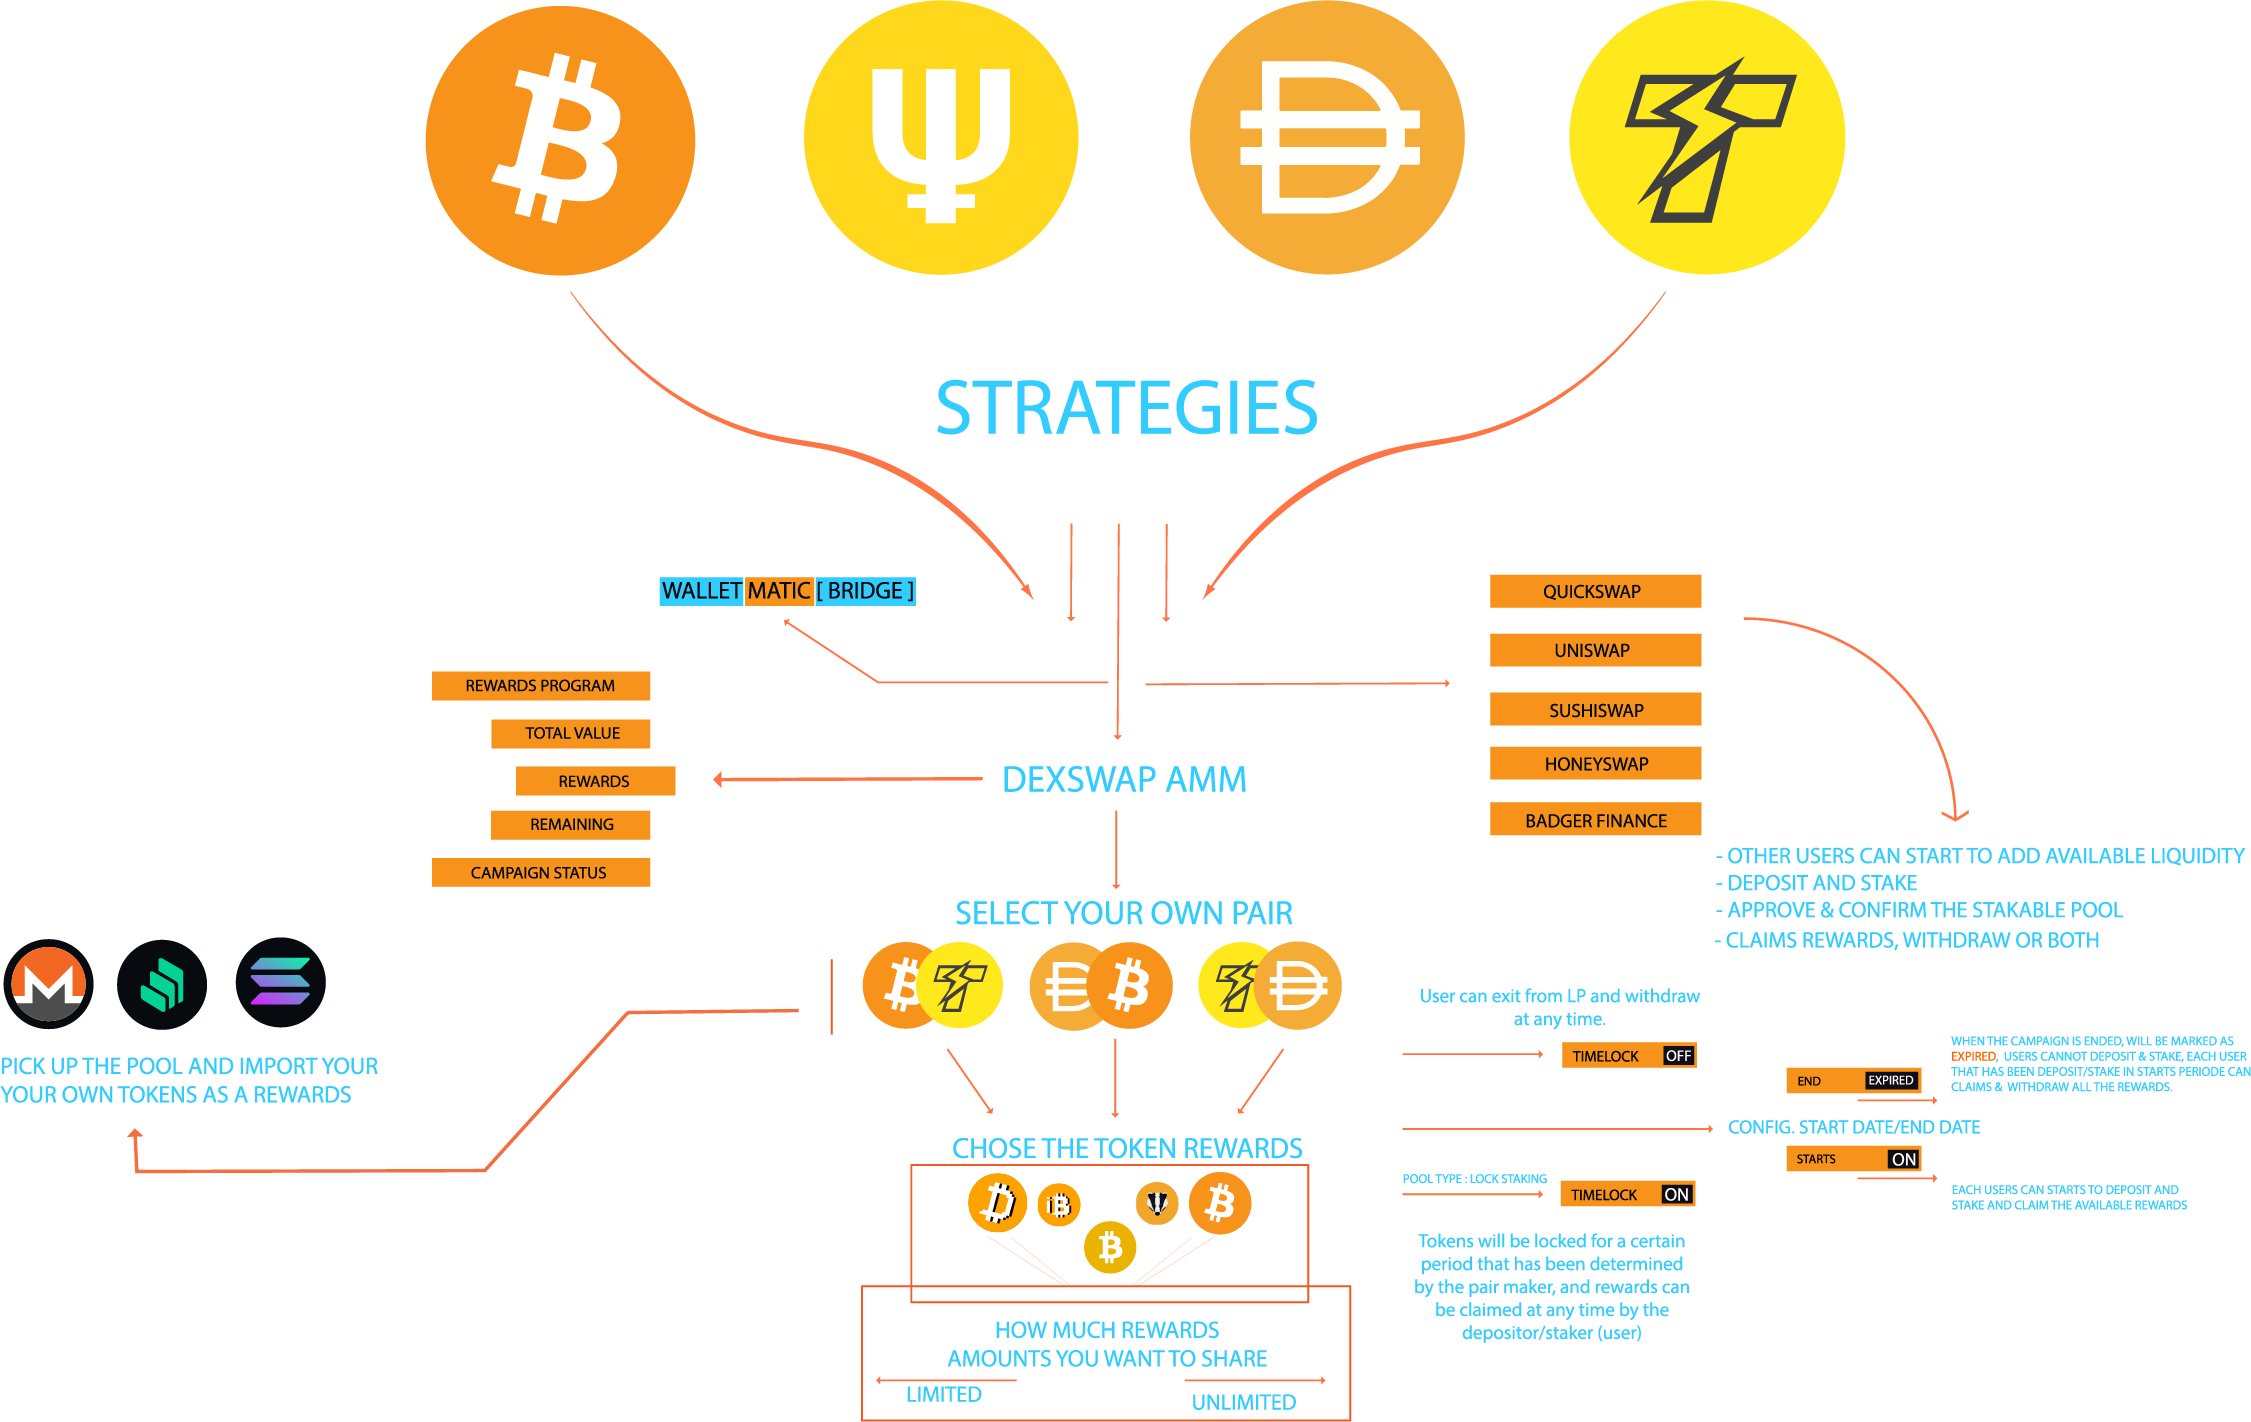 STRATEGIES
WALLET MATIC [ BRIDGE ]
REWARDS PROGRAM
TOTAL VALUE
REWARDS
REMAINING
CAMPAIGN STATUS
DEXSWAP AMM
QUICKSWAP
UNISWAP
SUSHISWAP
HONEYSWAP
BADGER FINANCE
- OTHER USERS CAN START TO ADD AVAILABLE LIQUIDITY
- DEPOSIT AND STAKE
- APPROVE & CONFIRM THE STAKABLE POOL
- CLAIMS REWARDS, WITHDRAW OR BOTH
SELECT YOUR OWN PAIR
PICK UP THE POOL AND IMPORT YOUR
YOUR OWN TOKENS AS A REWARDS
CHOSE THE TOKEN REWARDS
HOW MUCH REWARDS
AMOUNTS YOU WANT TO SHARE
LIMITED
UNLIMITED
User can exit from LP and withdraw
at any time.
TIMELOCK OFF
WHEN THE CAMPAIGN IS ENDED, WILL BE MARKED AS
EXPIRED, USERS CANNOT DEPOSIT & STAKE, EACH USER
THAT HAS BEEN DEPOSIT/STAKE IN STARTS PERIODE CAN
CLAIMS & WITHDRAW ALL THE REWARDS.
END EXPIRED
CONFIG. START DATE/END DATE
STARTS ON
EACH USERS CAN STARTS TO DEPOSIT AND
STAKE AND CLAIM THE AVAILABLE REWARDS
POOL TYPE : LOCK STAKING
TIMELOCK ON
Tokens will be locked for a certain
period that has been determined
by the pair maker, and rewards can
be claimed at any time by the
depositor/staker (user)